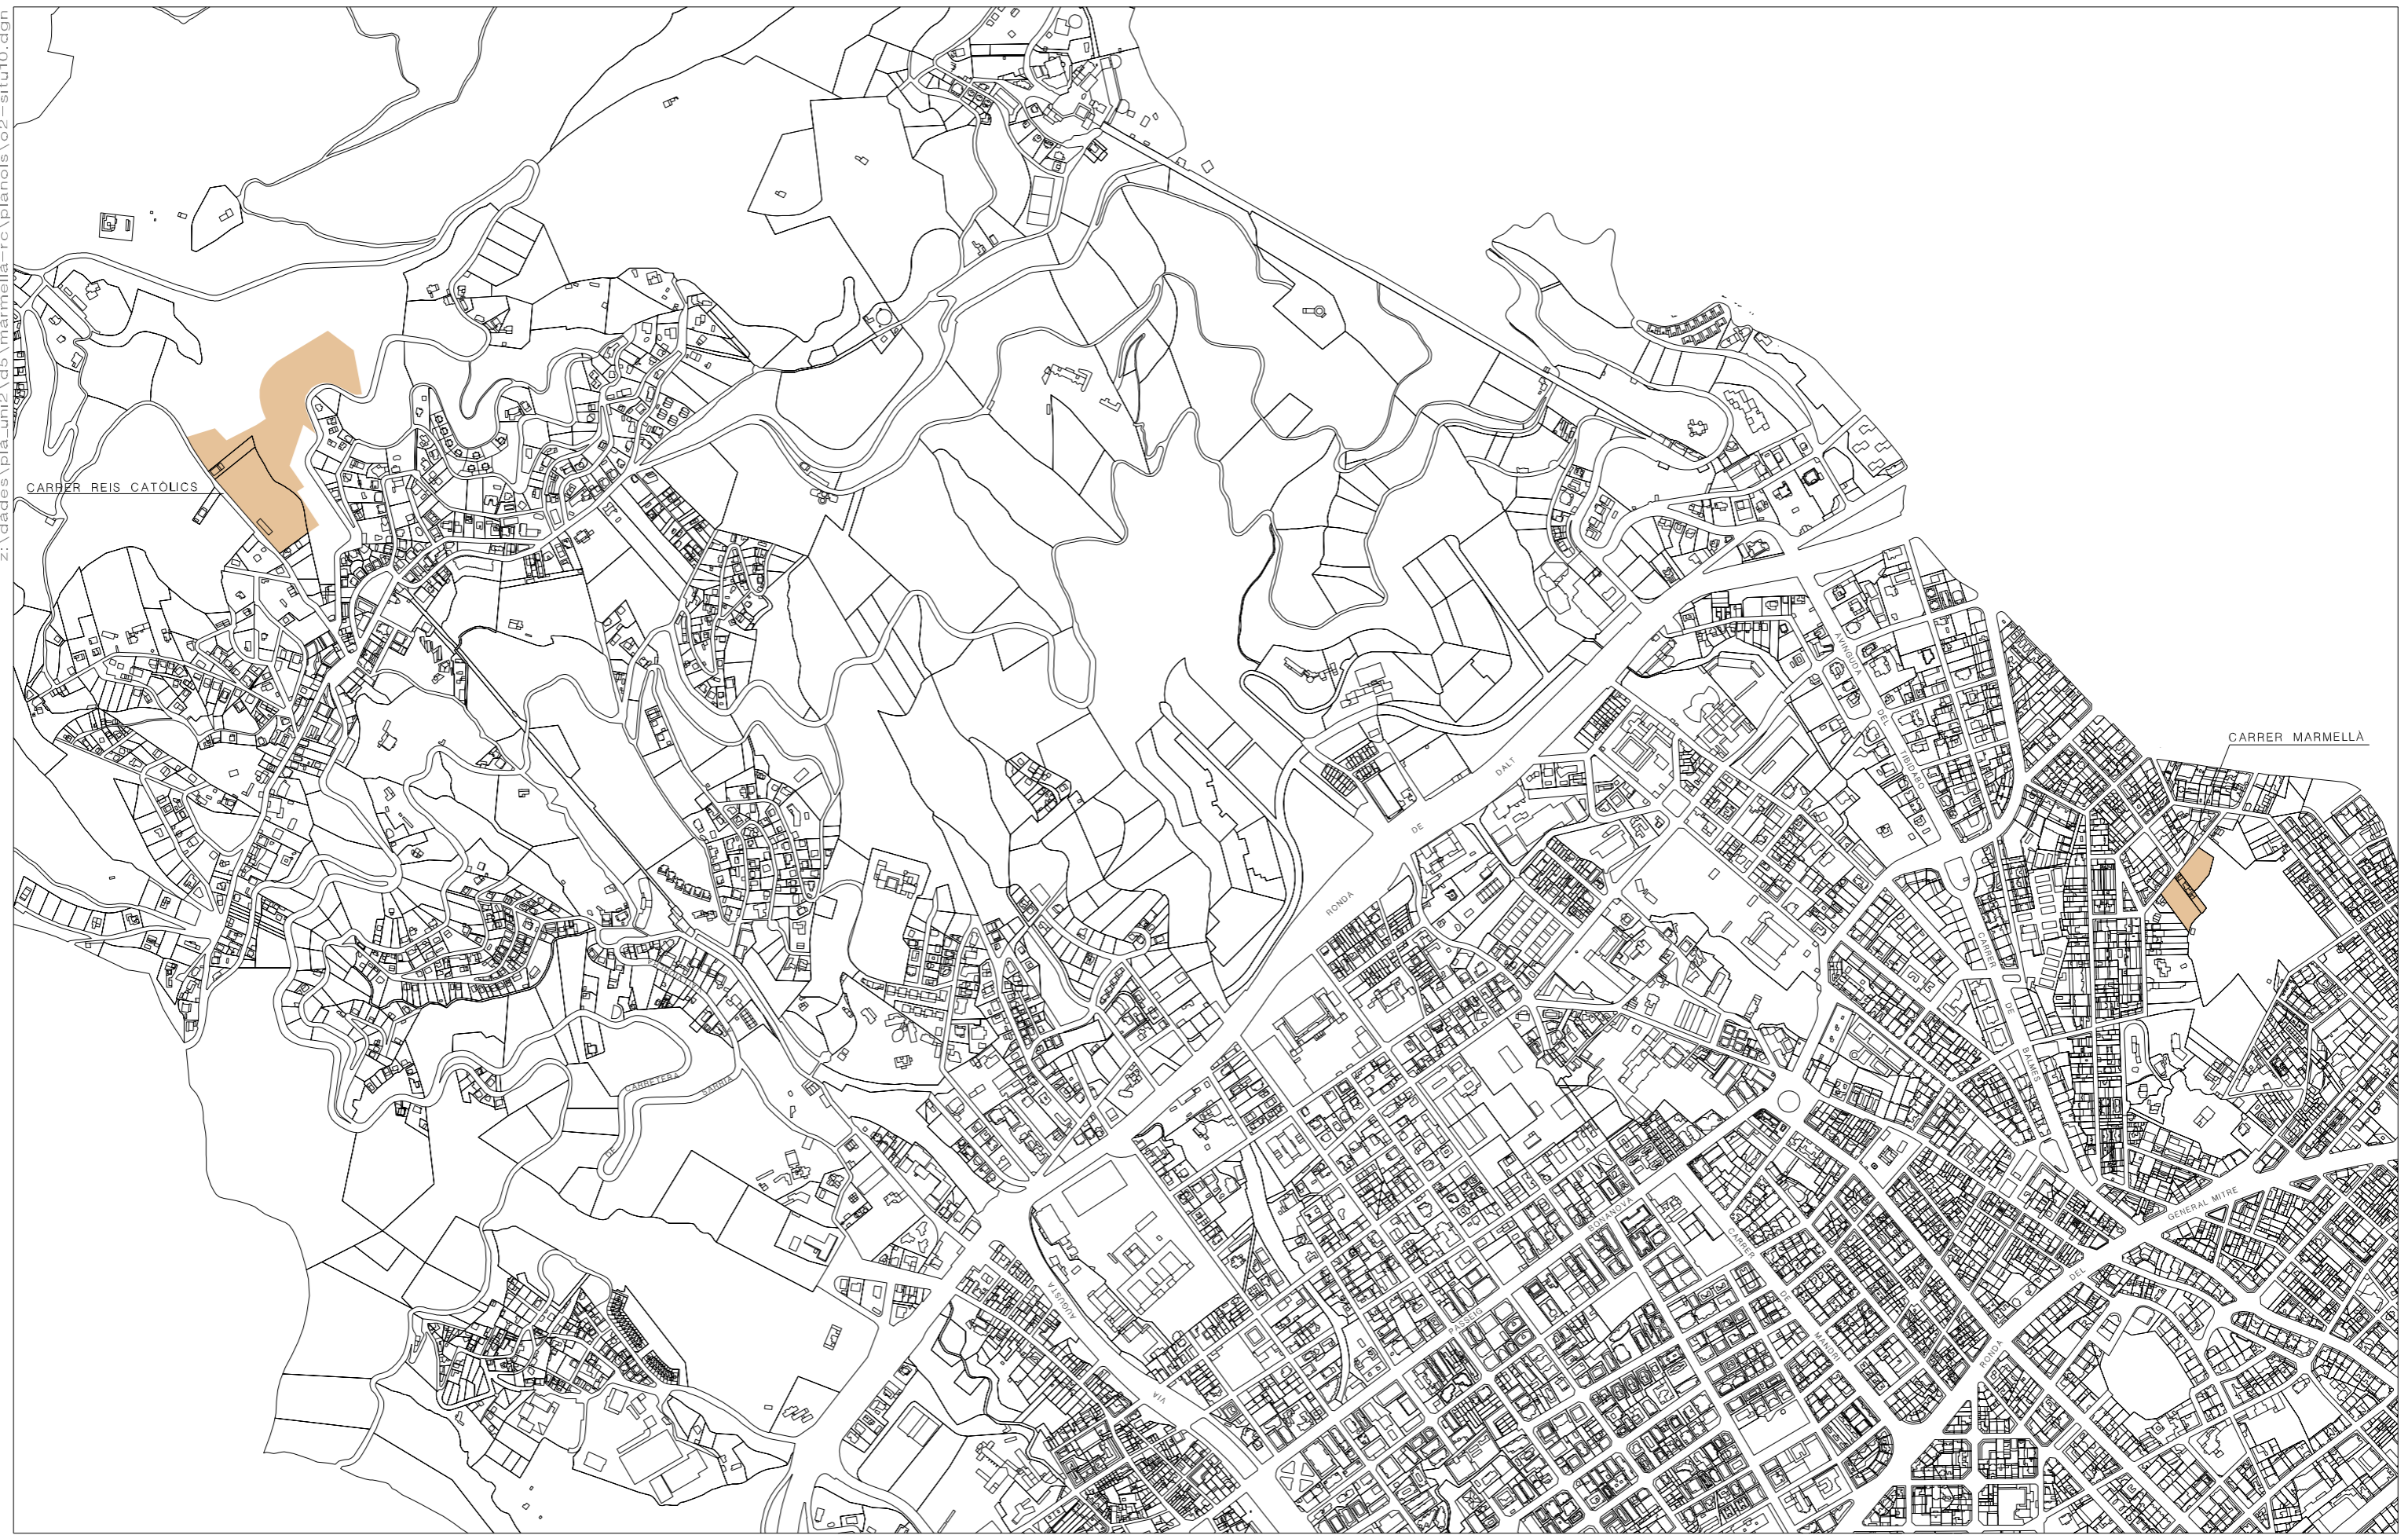 z:\dades\pla_uni2\d5\marmella-rc\planols\o2-situ10.dgn
CARRER REIS CATÒLICS
CARRER MARMELLÀ
AVINGUDA DEL TIBIDABO
RONDA DE DALT
CARRER DE BALMES
CARRETERA SARRIA
VIA AUGUSTA
PASSEIG BONANOVA
CARRER DE MANDRI
RONDA DEL GENERAL MITRE